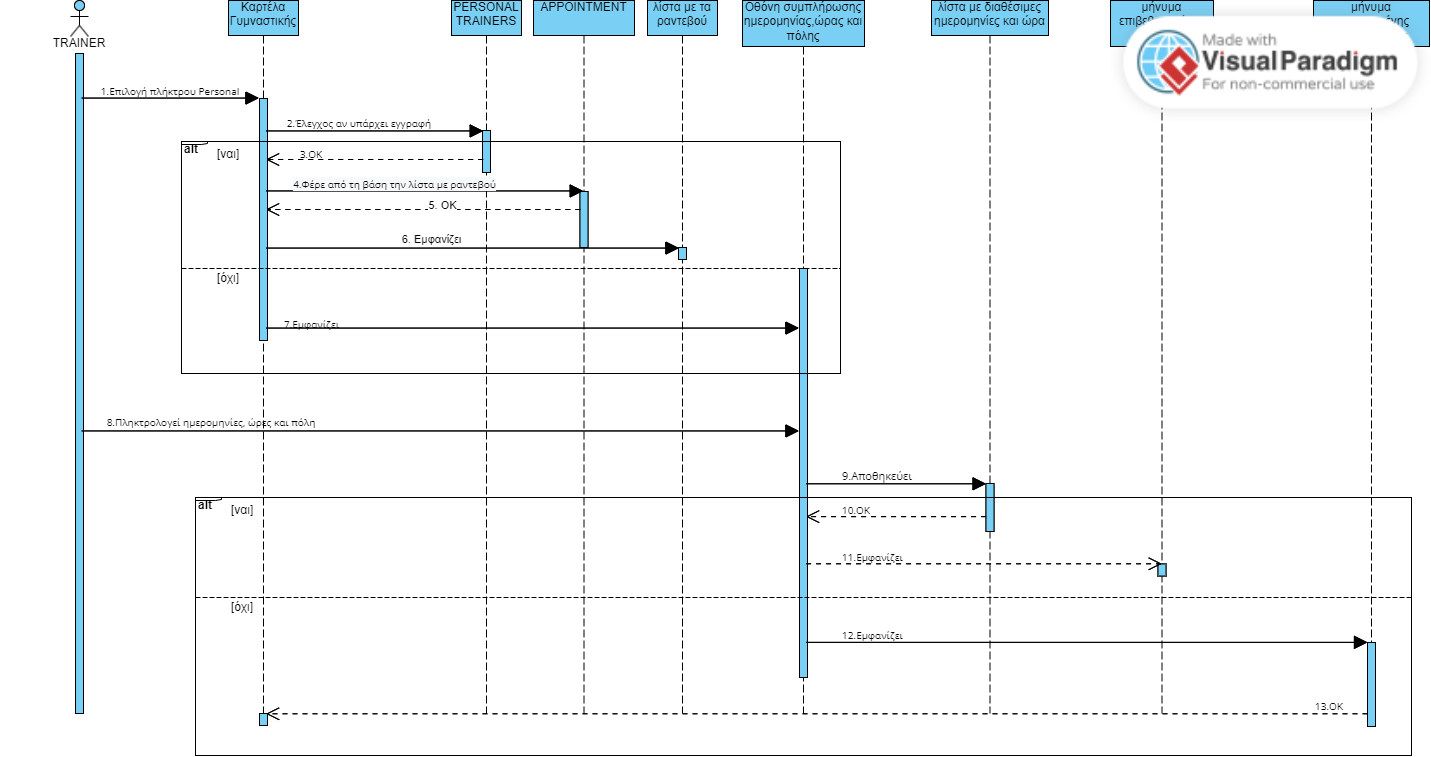 TRAINER
Καρτέλα
Γυμναστικής
PERSONAL
TRAINERS
APPOINTMENT
λίστα με τα
ραντεβού
Οθόνη συμπλήρωσης
ημερομηνίας,ώρας και
πόλης
λίστα με διαθέσιμες
ημερομηνίες και ώρα
μήνυμα
μήνυμα
Made with
Visual Paradigm
For non-commercial use
1.Επιλογή πλήκτρου Personal
2.Έλεγχος αν υπάρχει εγγραφή
alt
[ναι]
3.OK
4.Φέρε από τη βάση την λίστα με ραντεβού
5. OK
6. Εμφανίζει
[όχι]
7.Εμφανίζει
8.Πληκτρολογεί ημερομηνίες, ώρες και πόλη
9.Αποθηκεύει
alt
[ναι]
10.OK
11.Εμφανίζει
[όχι]
12.Εμφανίζει
13.OK